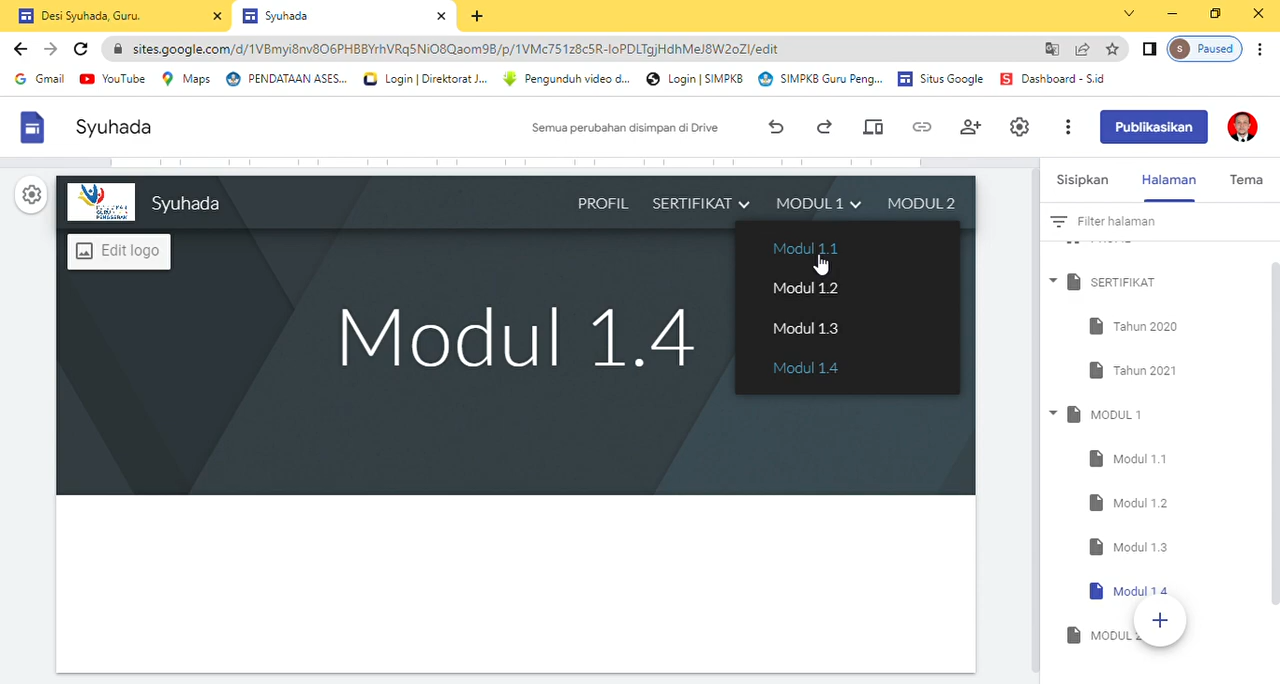 Desi Syuhada, Guru.
Syuhada
sites.google.com/d/1VBmyi8nv8O6PHBBYrhVRq5NiO8Qaom9B/p/1VMc751z8c5R-IoPDLTgjHdhMeJ8W2oZl/edit
S Paused
Gmail YouTube Maps PENDATAAN ASES... Login | Direktorat J... Pengunduh video d... Login | SIMPKB SIMPKB Guru Peng... Situs Google Dashboard - S.id
Syuhada
Semua perubahan disimpan di Drive
Publikasikan
Sisipkan Halaman Tema
Filter halaman
Syuhada
PROFIL SERTIFIKAT MODUL 1 MODUL 2
Edit logo
Modul 1.1
Modul 1.2
Modul 1.3
Modul 1.4
Modul 1.4
SERTIFIKAT
Tahun 2020
Tahun 2021
MODUL 1
Modul 1.1
Modul 1.2
Modul 1.3
Modul 1.4
MODUL 2